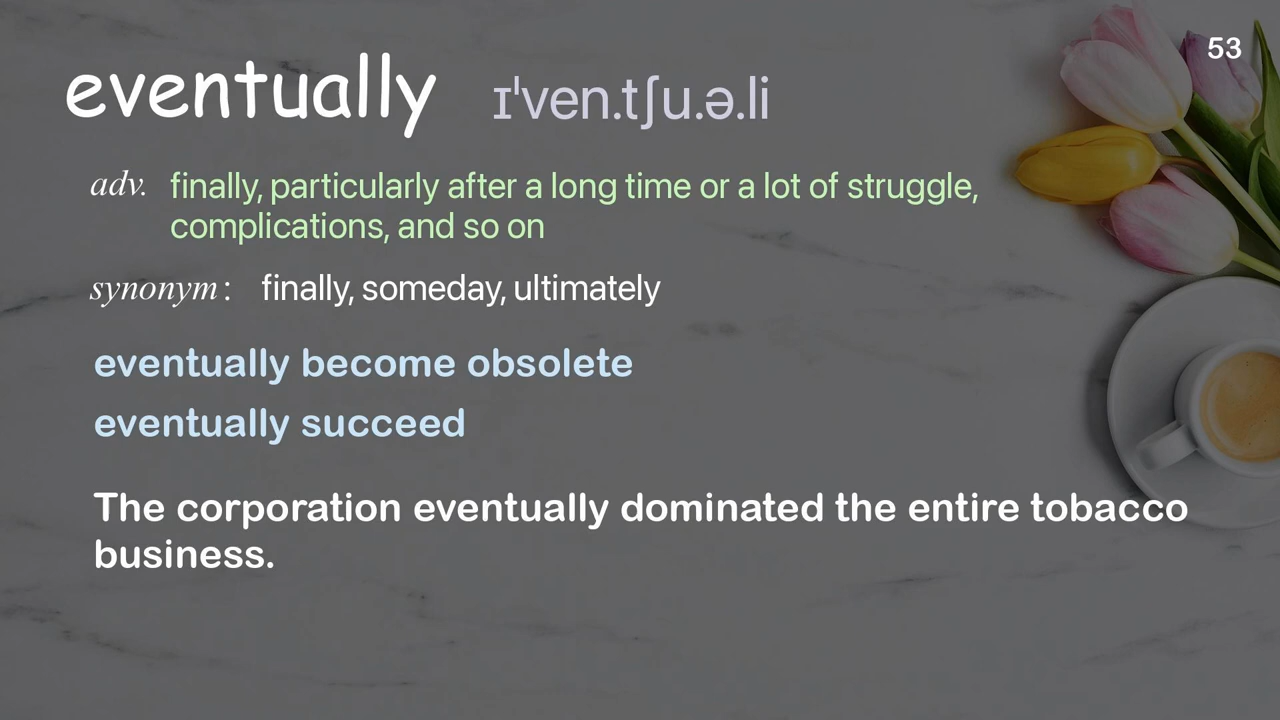 53
eventually ɪˈven.tʃu.ə.li
adv. finally, particularly after a long time or a lot of struggle,
complications, and so on
synonym: finally, someday, ultimately
eventually become obsolete
eventually succeed
The corporation eventually dominated the entire tobacco
business.